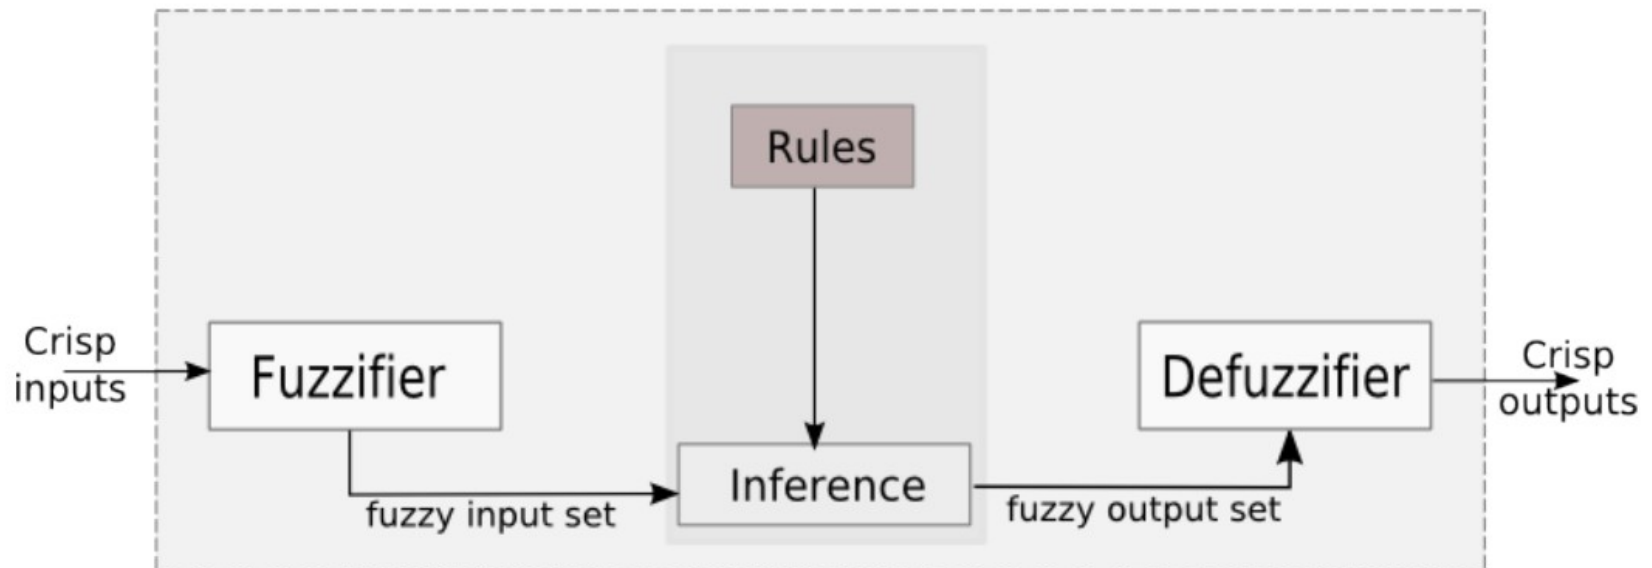 Rules
Crisp
inputs
Fuzzifier
Defuzzifier
Crisp
outputs
Inference
fuzzy input set
fuzzy output set